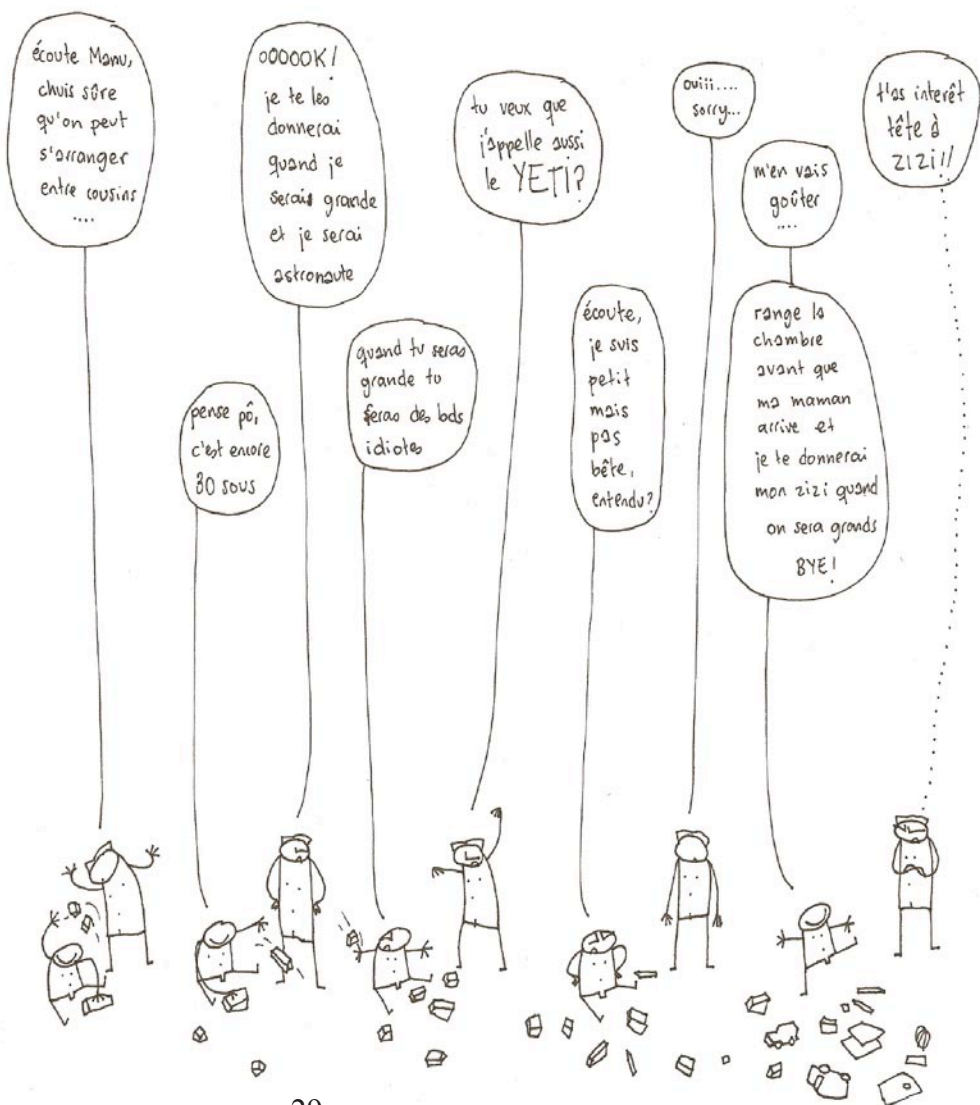 écoute Manu,
chuis sûre
qu'on peut
s'arranger
entre cousins
....
pense pô,
c'est encore
30 sous
OOOOOK!
je te les
donnerai
quand je
serais grande
et je serai
astronaute
quand tu seras
grande tu
feras des bads
idiotes
tu veux que
j'appelle aussi
le YETI?
écoute,
je suis
petit
mais
pas
bête,
entendu?
ouiii....
sorry...
m'en vais
goûter
....
range la
chambre
avant que
ma maman
arrive et
je te donnerai
mon zizi quand
on sera grands
BYE!
t'as interêt
tête à
zizi!!
29